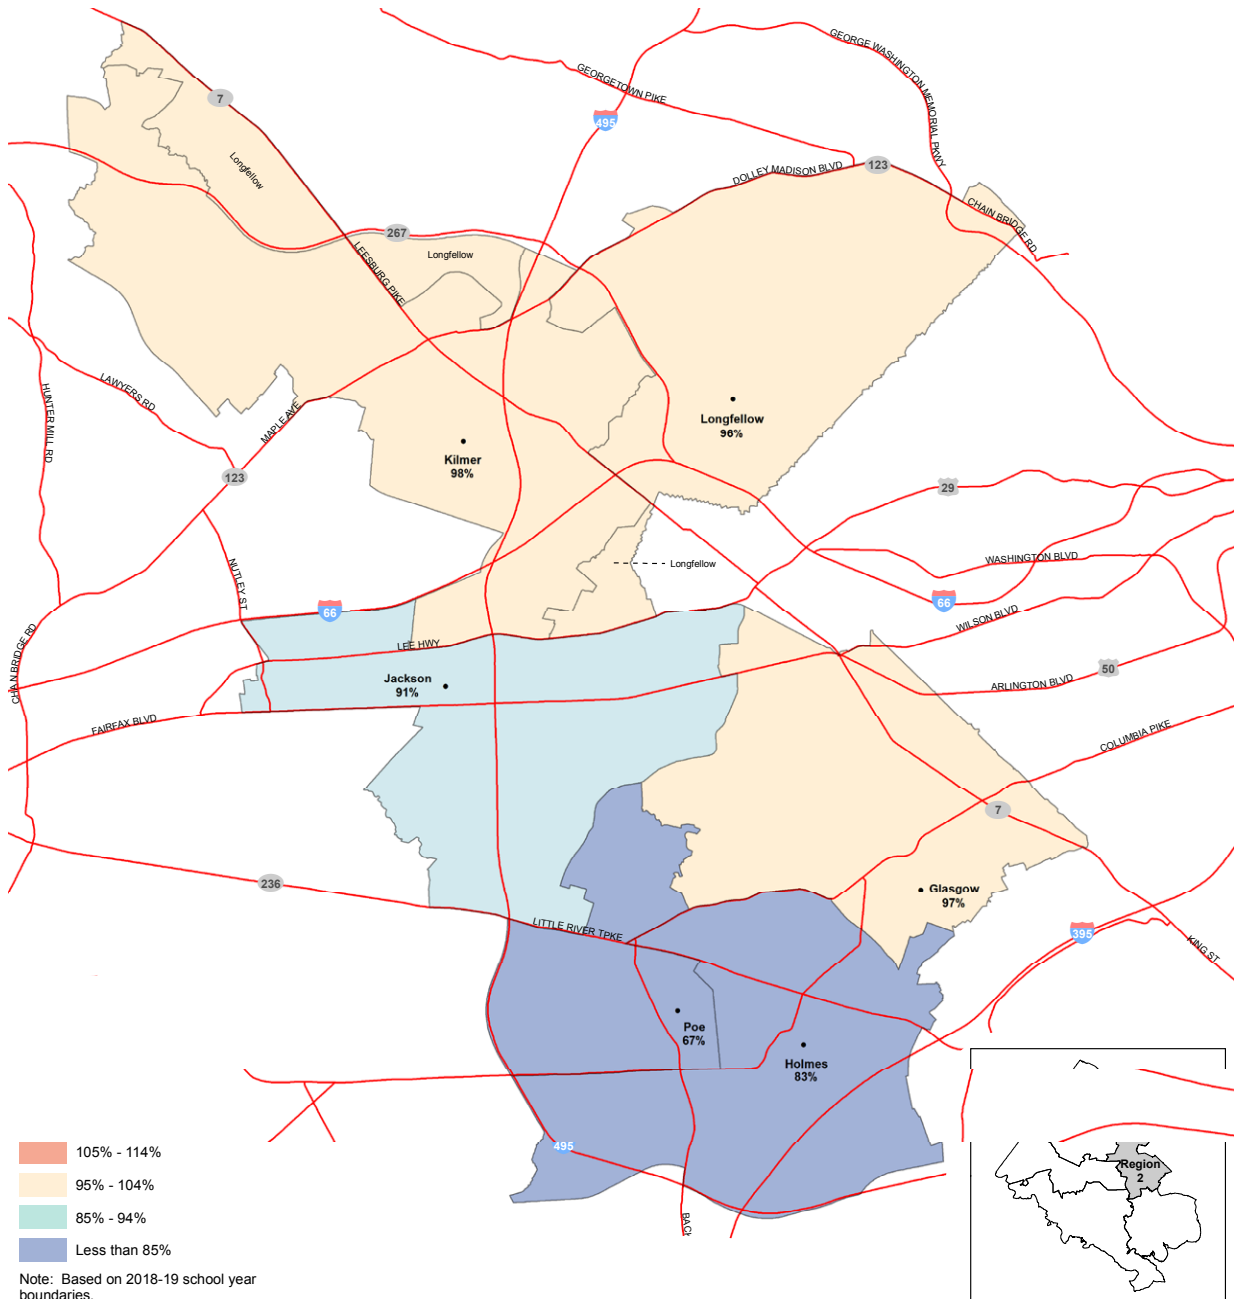 GEORGE WASHINGTON MEMORIAL PKWY
GEORGETOWN PIKE
7
495
Longfellow
DOLLEY MADISON BLVD
123
CHAIN BRIDGE RD
267
LEESBURG PIKE
Longfellow
LAWYERS RD
HUNTER MILL RD
MAPLE AVE
Longfellow
96%
Kilmer
98%
123
29
NUTLEY ST
WASHINGTON BLVD
Longfellow
66
66
WILSON BLVD
CHAIN BRIDGE RD
LEE HWY
50
Jackson
91%
ARLINGTON BLVD
FAIRFAX BLVD
COLUMBIA PIKE
7
236
Glasgow
97%
LITTLE RIVER TPKE
395
KING ST
Poe
67%
Holmes
83%
495
BACK
105% - 114%
95% - 104%
85% - 94%
Less than 85%
Note: Based on 2018-19 school year
boundaries.
Region
2